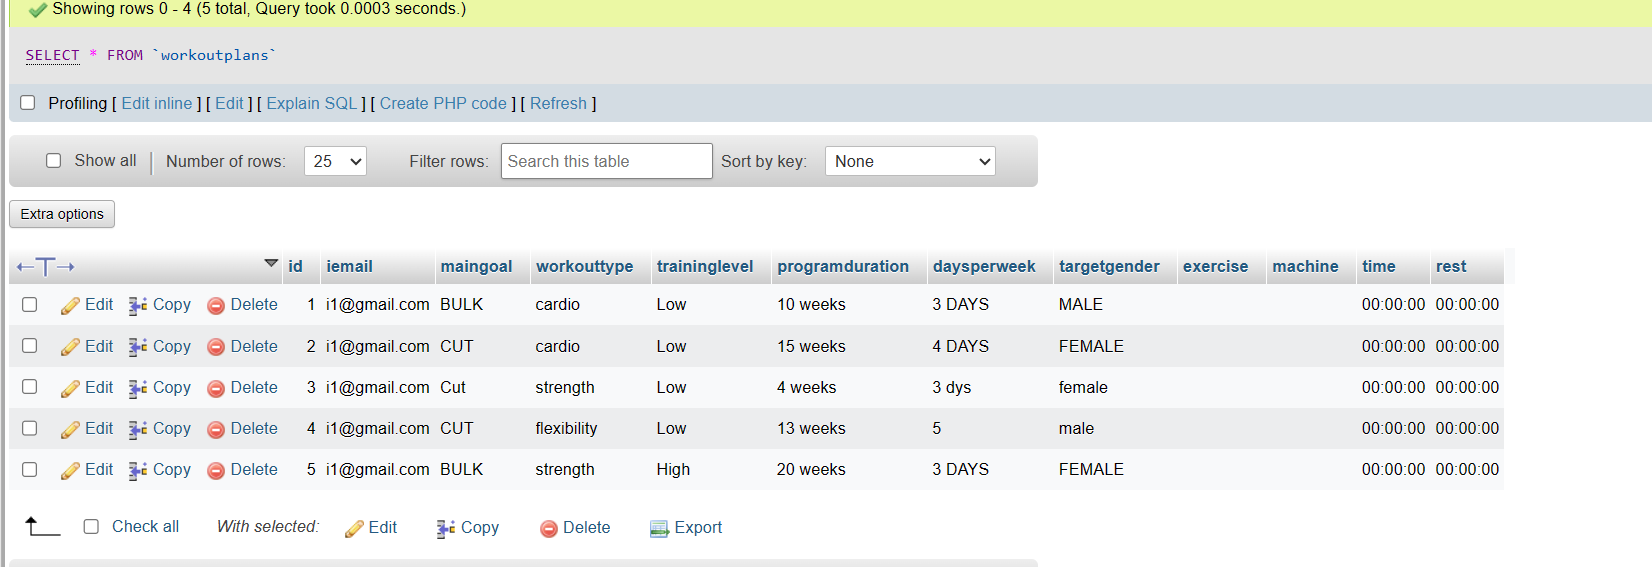 Showing rows 0 - 4 (5 total, Query took 0.0003 seconds.)
SELECT * FROM `workoutplans`
Profiling [ Edit inline ] [ Edit ] [ Explain SQL ] [ Create PHP code ] [ Refresh ]
Show all | Number of rows: 25 Filter rows: Search this table Sort by key: None
Extra options
id iemail maingoal workouttype traininglevel programduration daysperweek targetgender exercise machine time rest
Edit Copy Delete 1 i1@gmail.com BULK cardio Low 10 weeks 3 DAYS MALE 00:00:00 00:00:00
Edit Copy Delete 2 i1@gmail.com CUT cardio Low 15 weeks 4 DAYS FEMALE 00:00:00 00:00:00
Edit Copy Delete 3 i1@gmail.com Cut strength Low 4 weeks 3 dys female 00:00:00 00:00:00
Edit Copy Delete 4 i1@gmail.com CUT flexibility Low 13 weeks 5 male 00:00:00 00:00:00
Edit Copy Delete 5 i1@gmail.com BULK strength High 20 weeks 3 DAYS FEMALE 00:00:00 00:00:00
Check all With selected: Edit Copy Delete Export